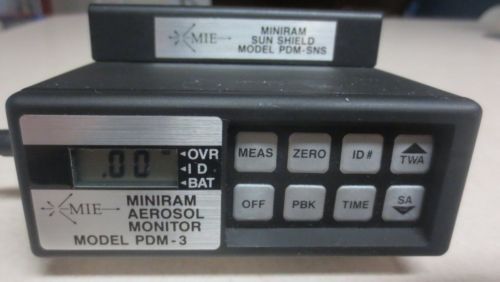 MIE
MINIRAM
SUN SHIELD
MODEL PDM-SNS
.00
OVR
ID
BAT
MIE
MINIRAM
AEROSOL
MONITOR
MODEL PDM-3
MEAS ZERO ID# TWA
OFF PBK TIME SA